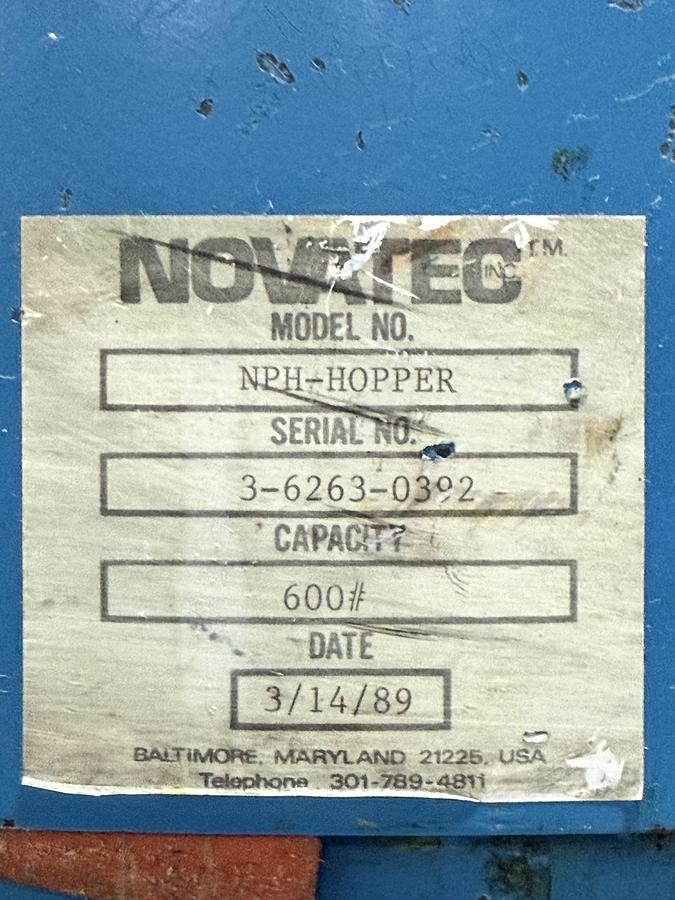 NOVATEC INC. T.M.
MODEL NO.
NPH-HOPPER
SERIAL NO.
3-6263-0392
CAPACITY
600#
DATE
3/14/89
BALTIMORE, MARYLAND 21225, USA
Telephone 301-789-4811